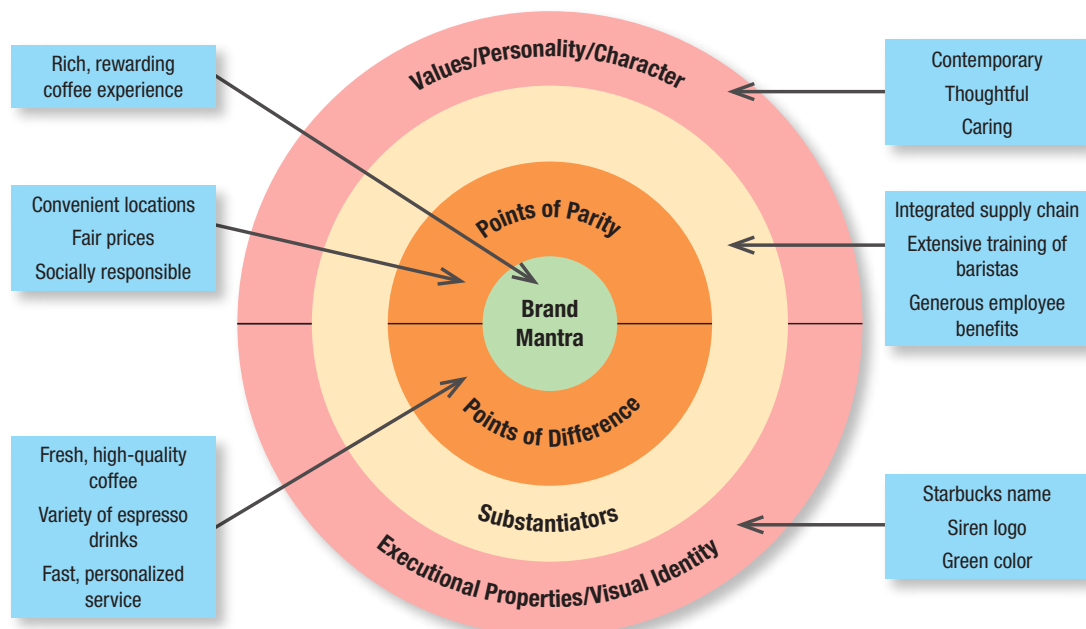 Rich, rewarding
coffee experience
Convenient locations
Fair prices
Socially responsible
Fresh, high-quality
coffee
Variety of espresso
drinks
Fast, personalized
service
Values/Personality/Character
Points of Parity
Brand
Mantra
Points of Difference
Substantiators
Executional Properties/Visual Identity
Contemporary
Thoughtful
Caring
Integrated supply chain
Extensive training of
baristas
Generous employee
benefits
Starbucks name
Siren logo
Green color